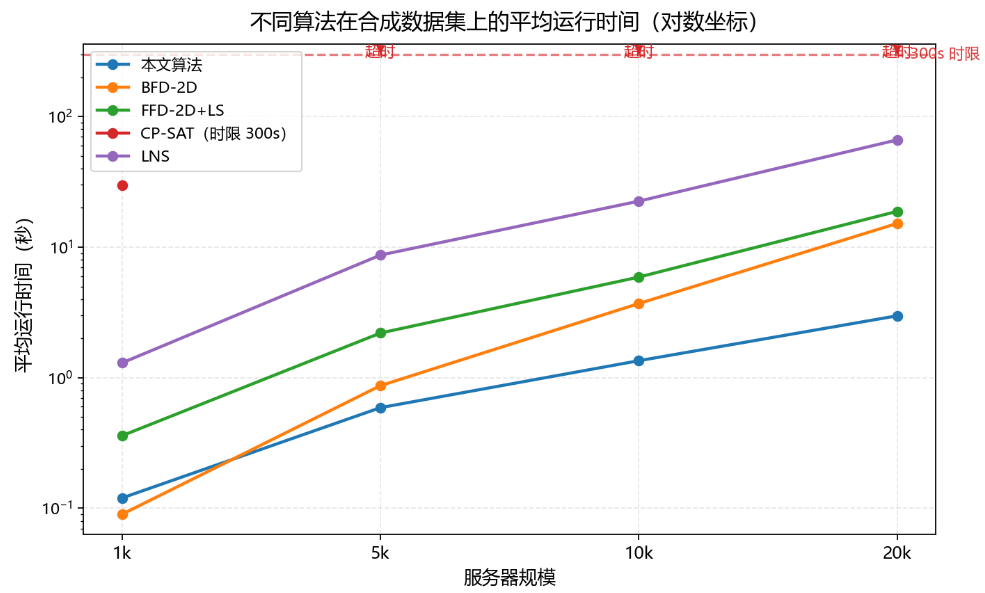 不同算法在合成数据集上的平均运行时间（对数坐标）
超时
超时
超时
300s 时限
本文算法
BFD-2D
FFD-2D+LS
CP-SAT（时限 300s）
LNS
平均运行时间（秒）
10²
10¹
10⁰
10⁻¹
1k
5k
10k
20k
服务器规模